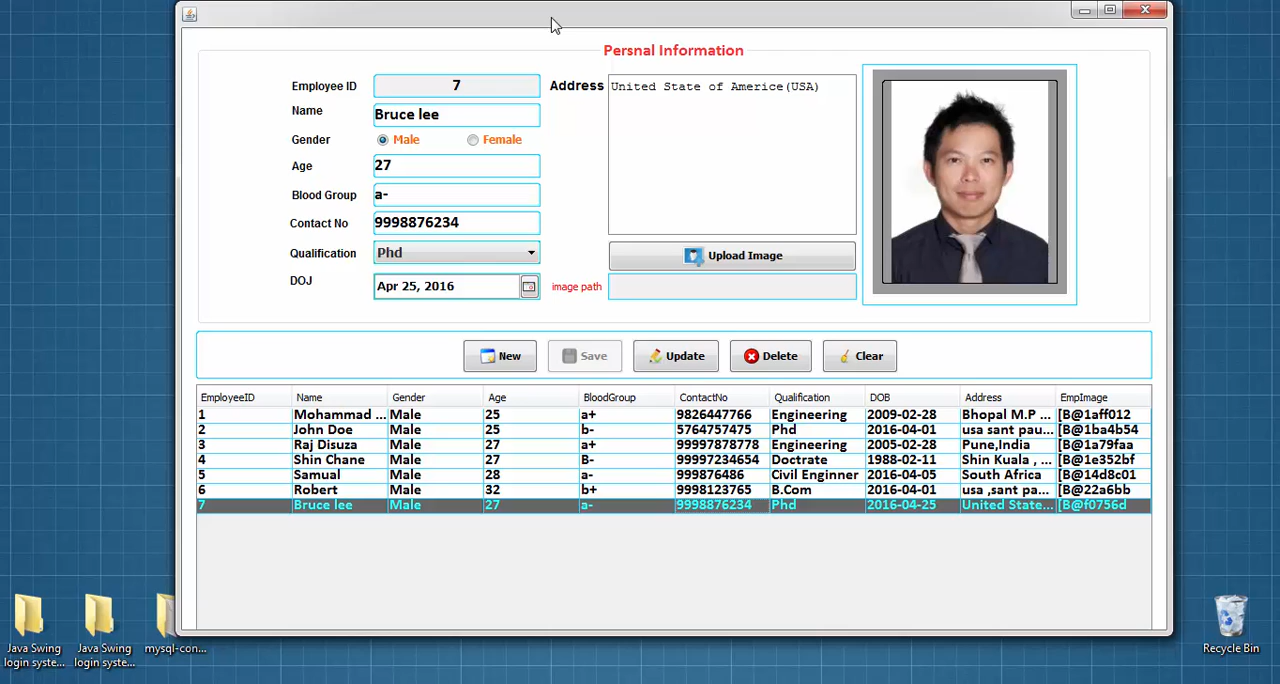 Persnal Information
Employee ID 7
Name Bruce lee
Gender Male Female
Age 27
Blood Group a-
Contact No 9998876234
Qualification Phd
DOJ Apr 25, 2016
Address United State of Americe(USA)
Upload Image
image path
New Save Update Delete Clear
EmployeeID Name Gender Age BloodGroup ContactNo Qualification DOB Address EmpImage
1 Mohammad ... Male 25 a+ 9826447766 Engineering 2009-02-28 Bhopal M.P ... [B@1aff012
2 John Doe Male 25 b- 5764757475 Phd 2016-04-01 usa sant pau... [B@1ba4b54
3 Raj Disuza Male 27 a+ 99997878778 Engineering 2005-02-28 Pune,India [B@1a79faa
4 Shin Chane Male 27 B- 99997234654 Doctrate 1988-02-11 Shin Kuala , ... [B@1e352bf
5 Samual Male 28 a- 999876486 Civil Enginner 2016-04-05 South Africa [B@14d8c01
6 Robert Male 32 b+ 9998123765 B.Com 2016-04-01 usa ,sant pa... [B@22a6bb
7 Bruce lee Male 27 a- 9998876234 Phd 2016-04-25 United State... [B@f0756d
Java Swing
login syste...
Java Swing
login syste...
mysql-con...
Recycle Bin